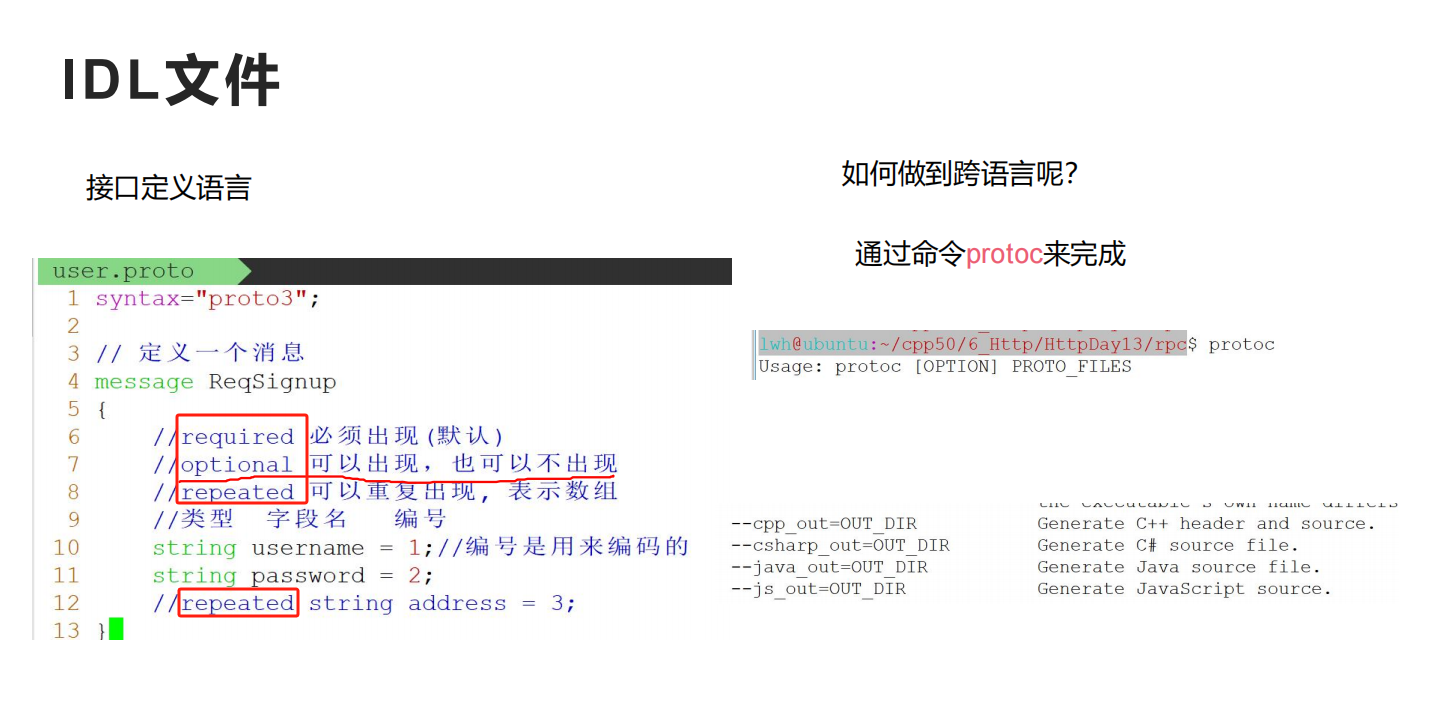 IDL文件
接口定义语言
user.proto
1 syntax="proto3";
2
3 // 定义一个消息
4 message ReqSignup
5 {
6 //required 必须出现(默认)
7 //optional 可以出现，也可以不出现
8 //repeated 可以重复出现, 表示数组
9 //类型 字段名 编号
10 string username = 1;//编号是用来编码的
11 string password = 2;
12 //repeated string address = 3;
13 }
如何做到跨语言呢？
通过命令protoc来完成
lwh@ubuntu:~/cpp50/6_Http/HttpDay13/rpc$ protoc
Usage: protoc [OPTION] PROTO_FILES
the executable's own name differs
--cpp_out=OUT_DIR Generate C++ header and source.
--csharp_out=OUT_DIR Generate C# source file.
--java_out=OUT_DIR Generate Java source file.
--js_out=OUT_DIR Generate JavaScript source.